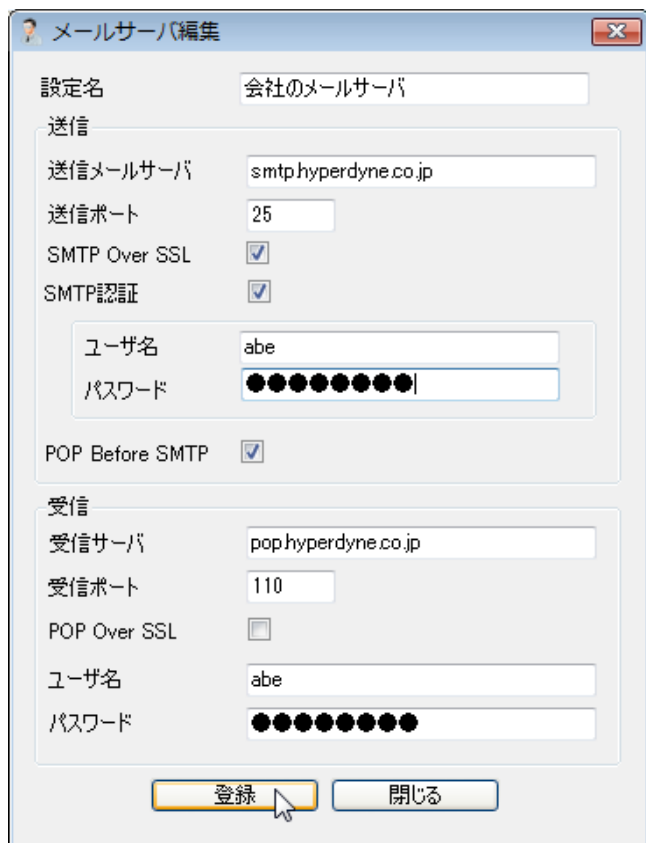 メールサーバ編集
設定名 会社のメールサーバ
送信
送信メールサーバ smtp.hyperdyne.co.jp
送信ポート 25
SMTP Over SSL
SMTP認証
ユーザ名 abe
パスワード ●●●●●●●●
POP Before SMTP
受信
受信サーバ pop.hyperdyne.co.jp
受信ポート 110
POP Over SSL
ユーザ名 abe
パスワード ●●●●●●●●
登録 閉じる